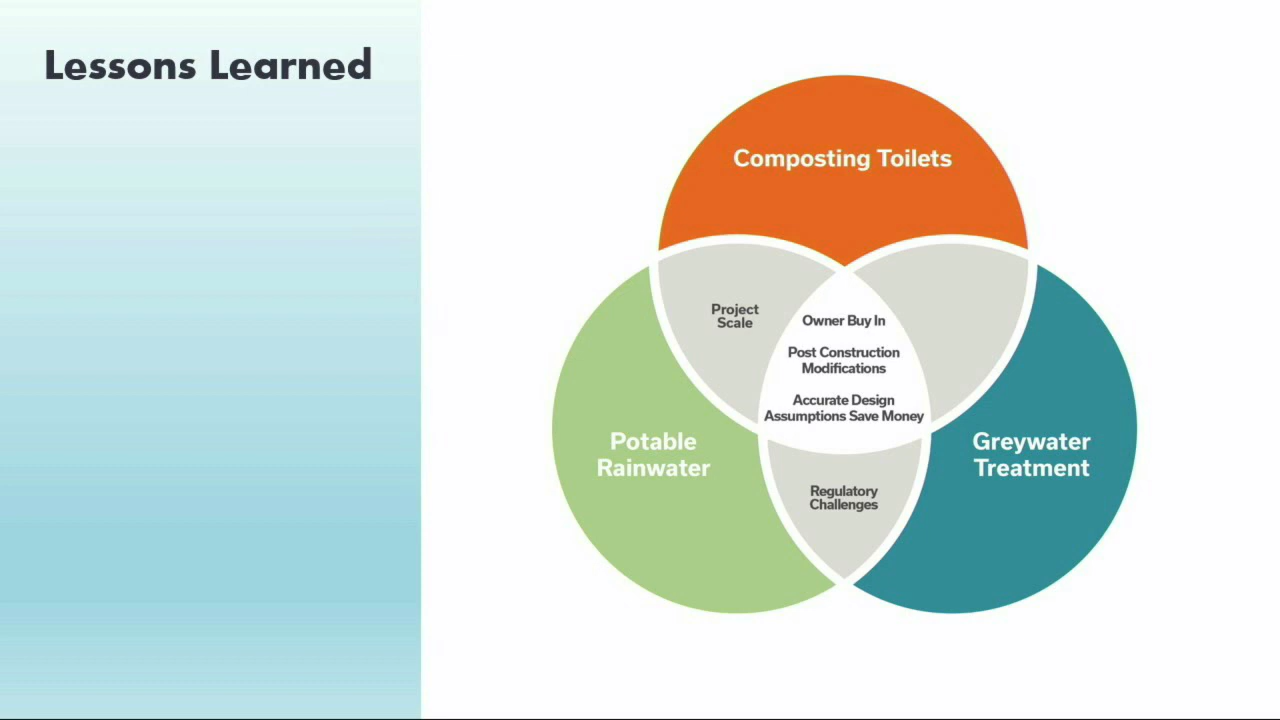 Lessons Learned
Composting Toilets
Project
Scale
Owner Buy In
Post Construction
Modifications
Accurate Design
Assumptions Save Money
Potable
Rainwater
Greywater
Treatment
Regulatory
Challenges